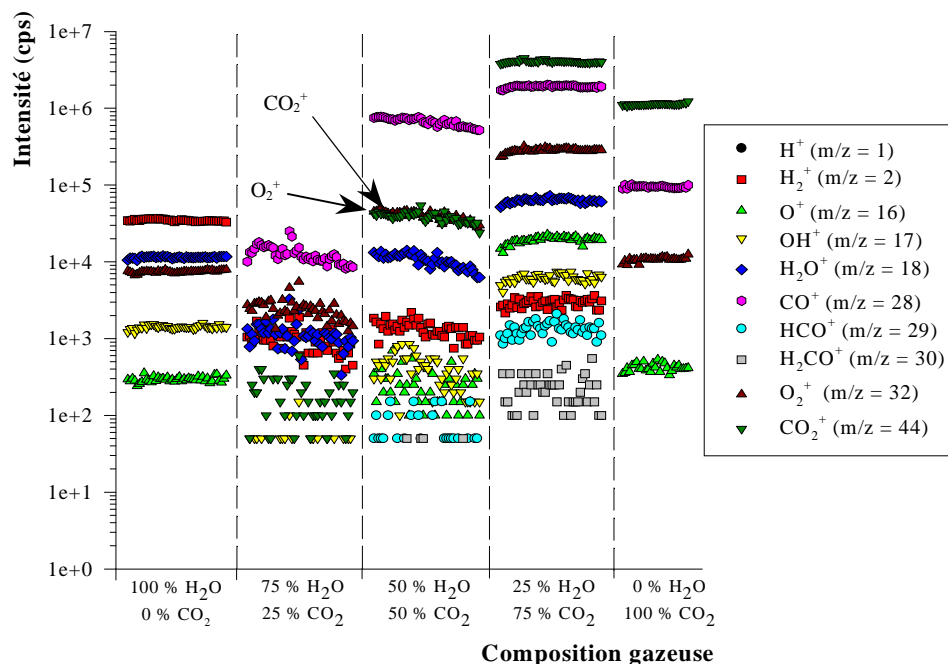 Intensité (cps)
1e+7
1e+6
1e+5
1e+4
1e+3
1e+2
1e+1
1e+0
CO₂⁺
O₂⁺
H⁺ (m/z = 1)
H₂⁺ (m/z = 2)
O⁺ (m/z = 16)
OH⁺ (m/z = 17)
H₂O⁺ (m/z = 18)
CO⁺ (m/z = 28)
HCO⁺ (m/z = 29)
H₂CO⁺ (m/z = 30)
O₂⁺ (m/z = 32)
CO₂⁺ (m/z = 44)
100 % H₂O
0 % CO₂
75 % H₂O
25 % CO₂
50 % H₂O
50 % CO₂
25 % H₂O
75 % CO₂
0 % H₂O
100 % CO₂
Composition gazeuse